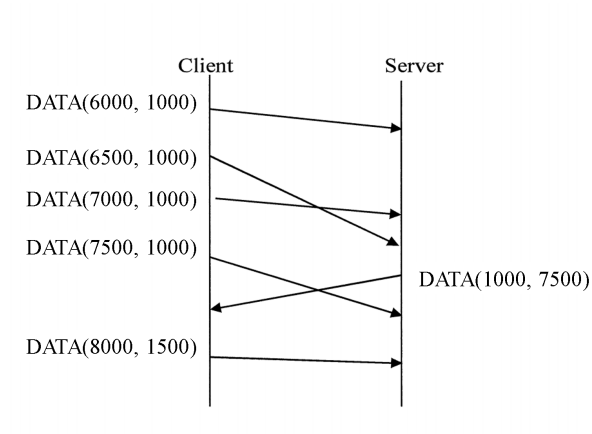 Client
Server
DATA(6000, 1000)
DATA(6500, 1000)
DATA(7000, 1000)
DATA(7500, 1000)
DATA(1000, 7500)
DATA(8000, 1500)